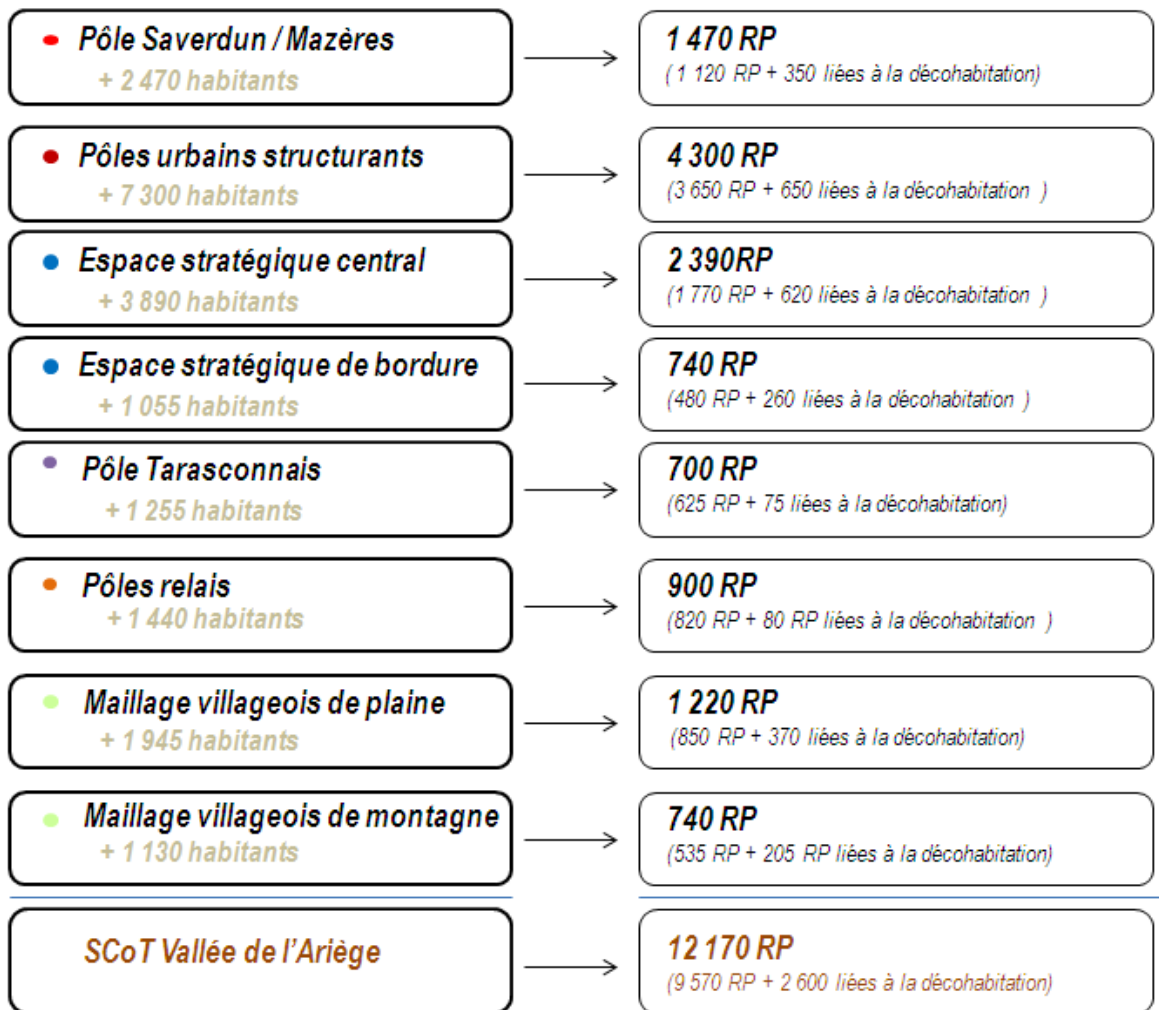 Pôle Saverdun / Mazères
+ 2 470 habitants
1 470 RP
( 1 120 RP + 350 liées à la décohabitation)
Pôles urbains structurants
+ 7 300 habitants
4 300 RP
(3 650 RP + 650 liées à la décohabitation )
Espace stratégique central
+ 3 890 habitants
2 390RP
(1 770 RP + 620 liées à la décohabitation )
Espace stratégique de bordure
+ 1 055 habitants
740 RP
(480 RP + 260 liées à la décohabitation )
Pôle Tarasconnais
+ 1 255 habitants
700 RP
(625 RP + 75 liées à la décohabitation)
Pôles relais
+ 1 440 habitants
900 RP
(820 RP + 80 RP liées à la décohabitation )
Maillage villageois de plaine
+ 1 945 habitants
1 220 RP
(850 RP + 370 liées à la décohabitation)
Maillage villageois de montagne
+ 1 130 habitants
740 RP
(535 RP + 205 RP liées à la décohabitation)
SCoT Vallée de l'Ariège
12 170 RP
(9 570 RP + 2 600 liées à la décohabitation)